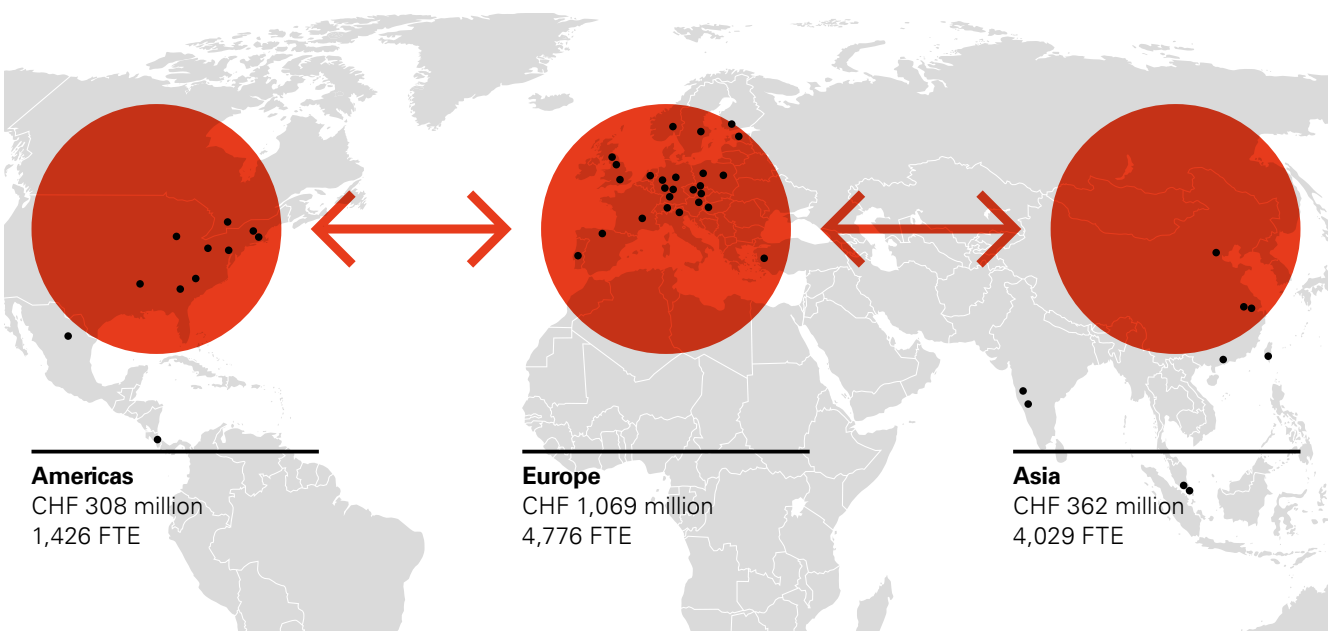 Americas
CHF 308 million
1,426 FTE
Europe
CHF 1,069 million
4,776 FTE
Asia
CHF 362 million
4,029 FTE